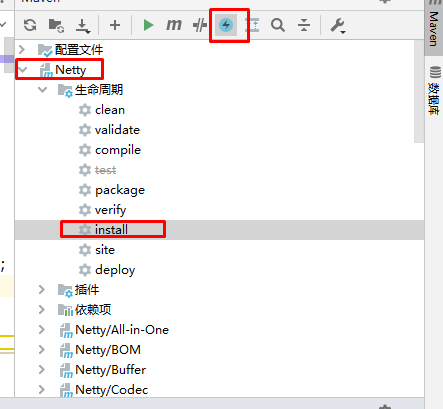 Maven
配置文件
Netty
生命周期
clean
validate
compile
test
package
verify
install
site
deploy
插件
依赖项
Netty/All-in-One
Netty/BOM
Netty/Buffer
Netty/Codec
;
Maven
数据库